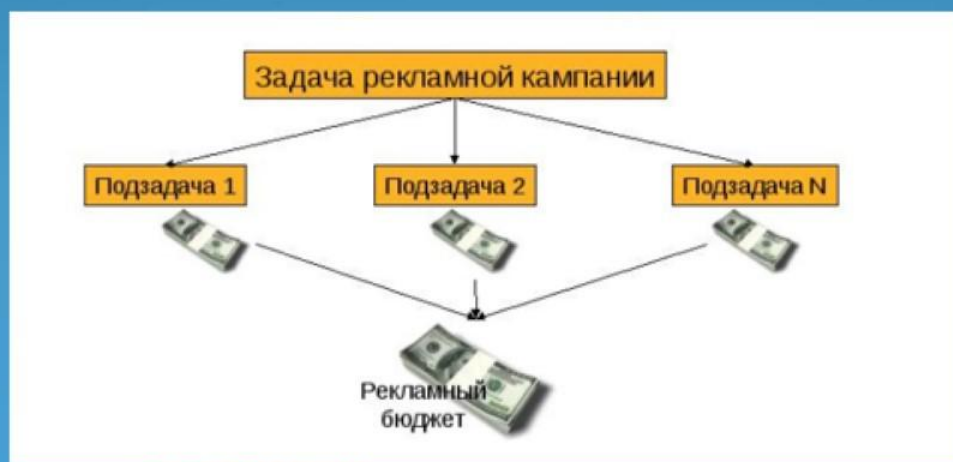 Задача рекламной кампании
Подзадача 1
Подзадача 2
Подзадача N
Рекламный
бюджет